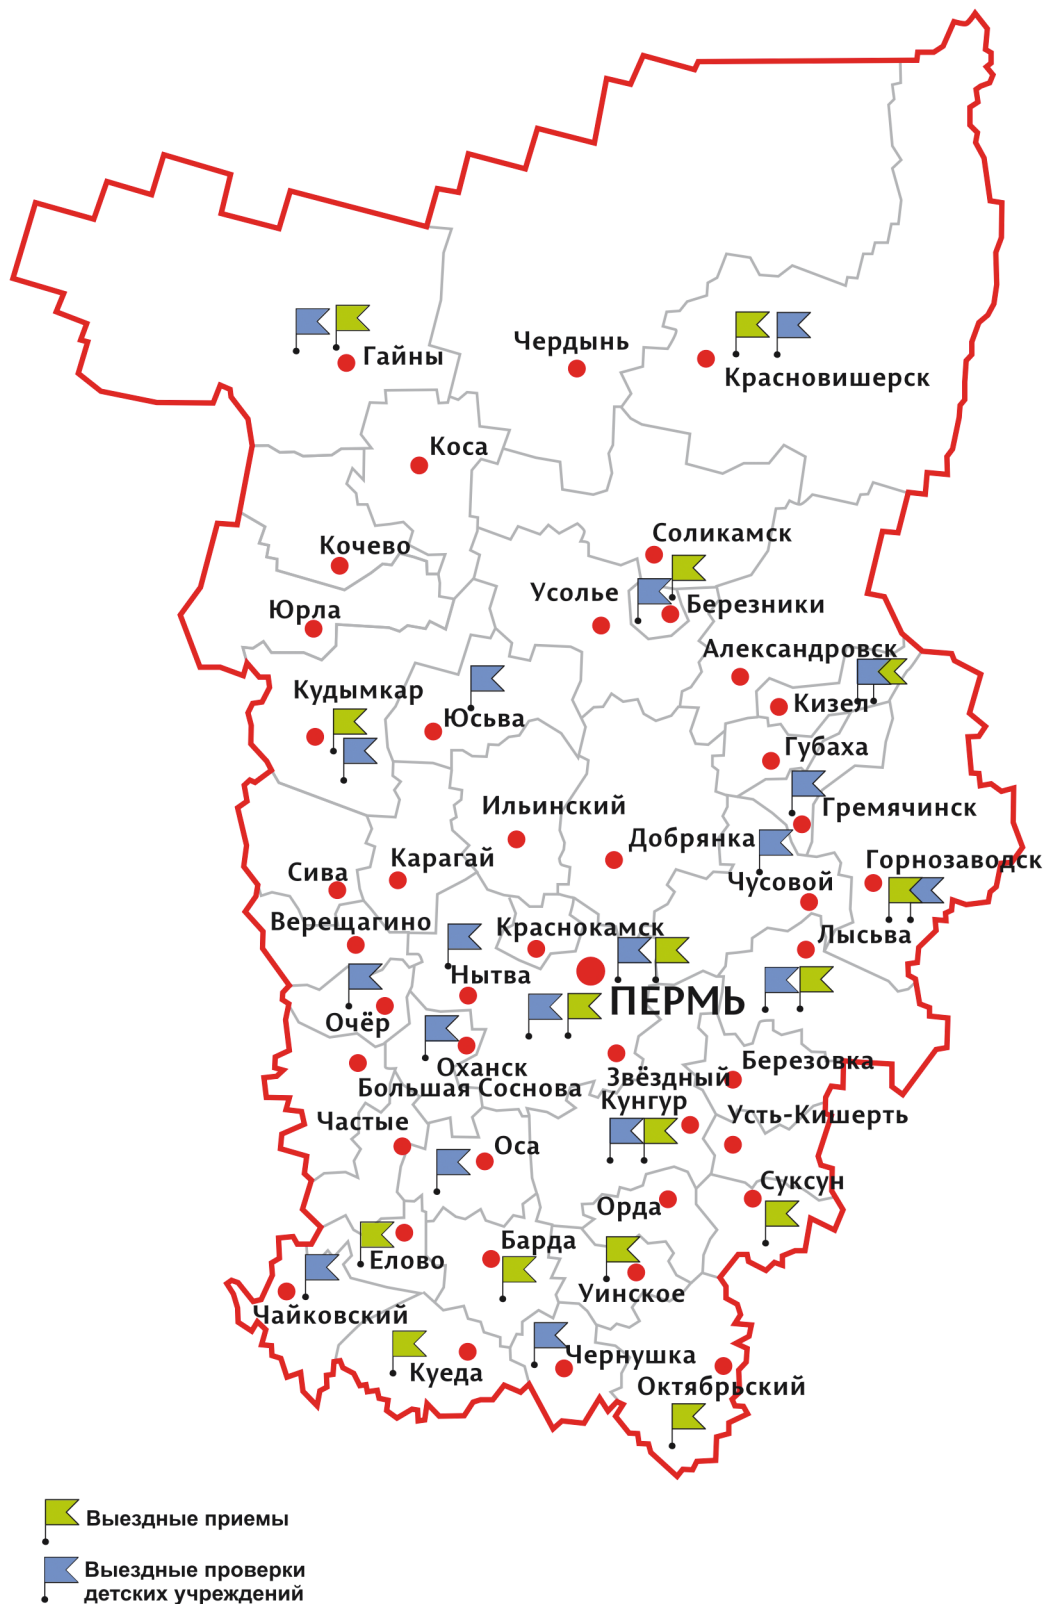 Гайны
Чердынь
Красновишерск
Коса
Соликамск
Кочево
Усолье
Березники
Юрла
Александровск
Кудымкар
Кизел
Юсьва
Губаха
Ильинский
Гремячинск
Добрянка
Карагай
Горнозаводск
Сива
Чусовой
Верещагино
Краснокамск
Лысьва
Нытва
ПЕРМЬ
Очёр
Оханск
Березовка
Звёздный
Большая Соснова
Кунгур
Усть-Кишерть
Частые
Оса
Суксун
Орда
Барда
Елово
Уинское
Чайковский
Чернушка
Куеда
Октябрьский
Выездные приемы
Выездные проверки
детских учреждений